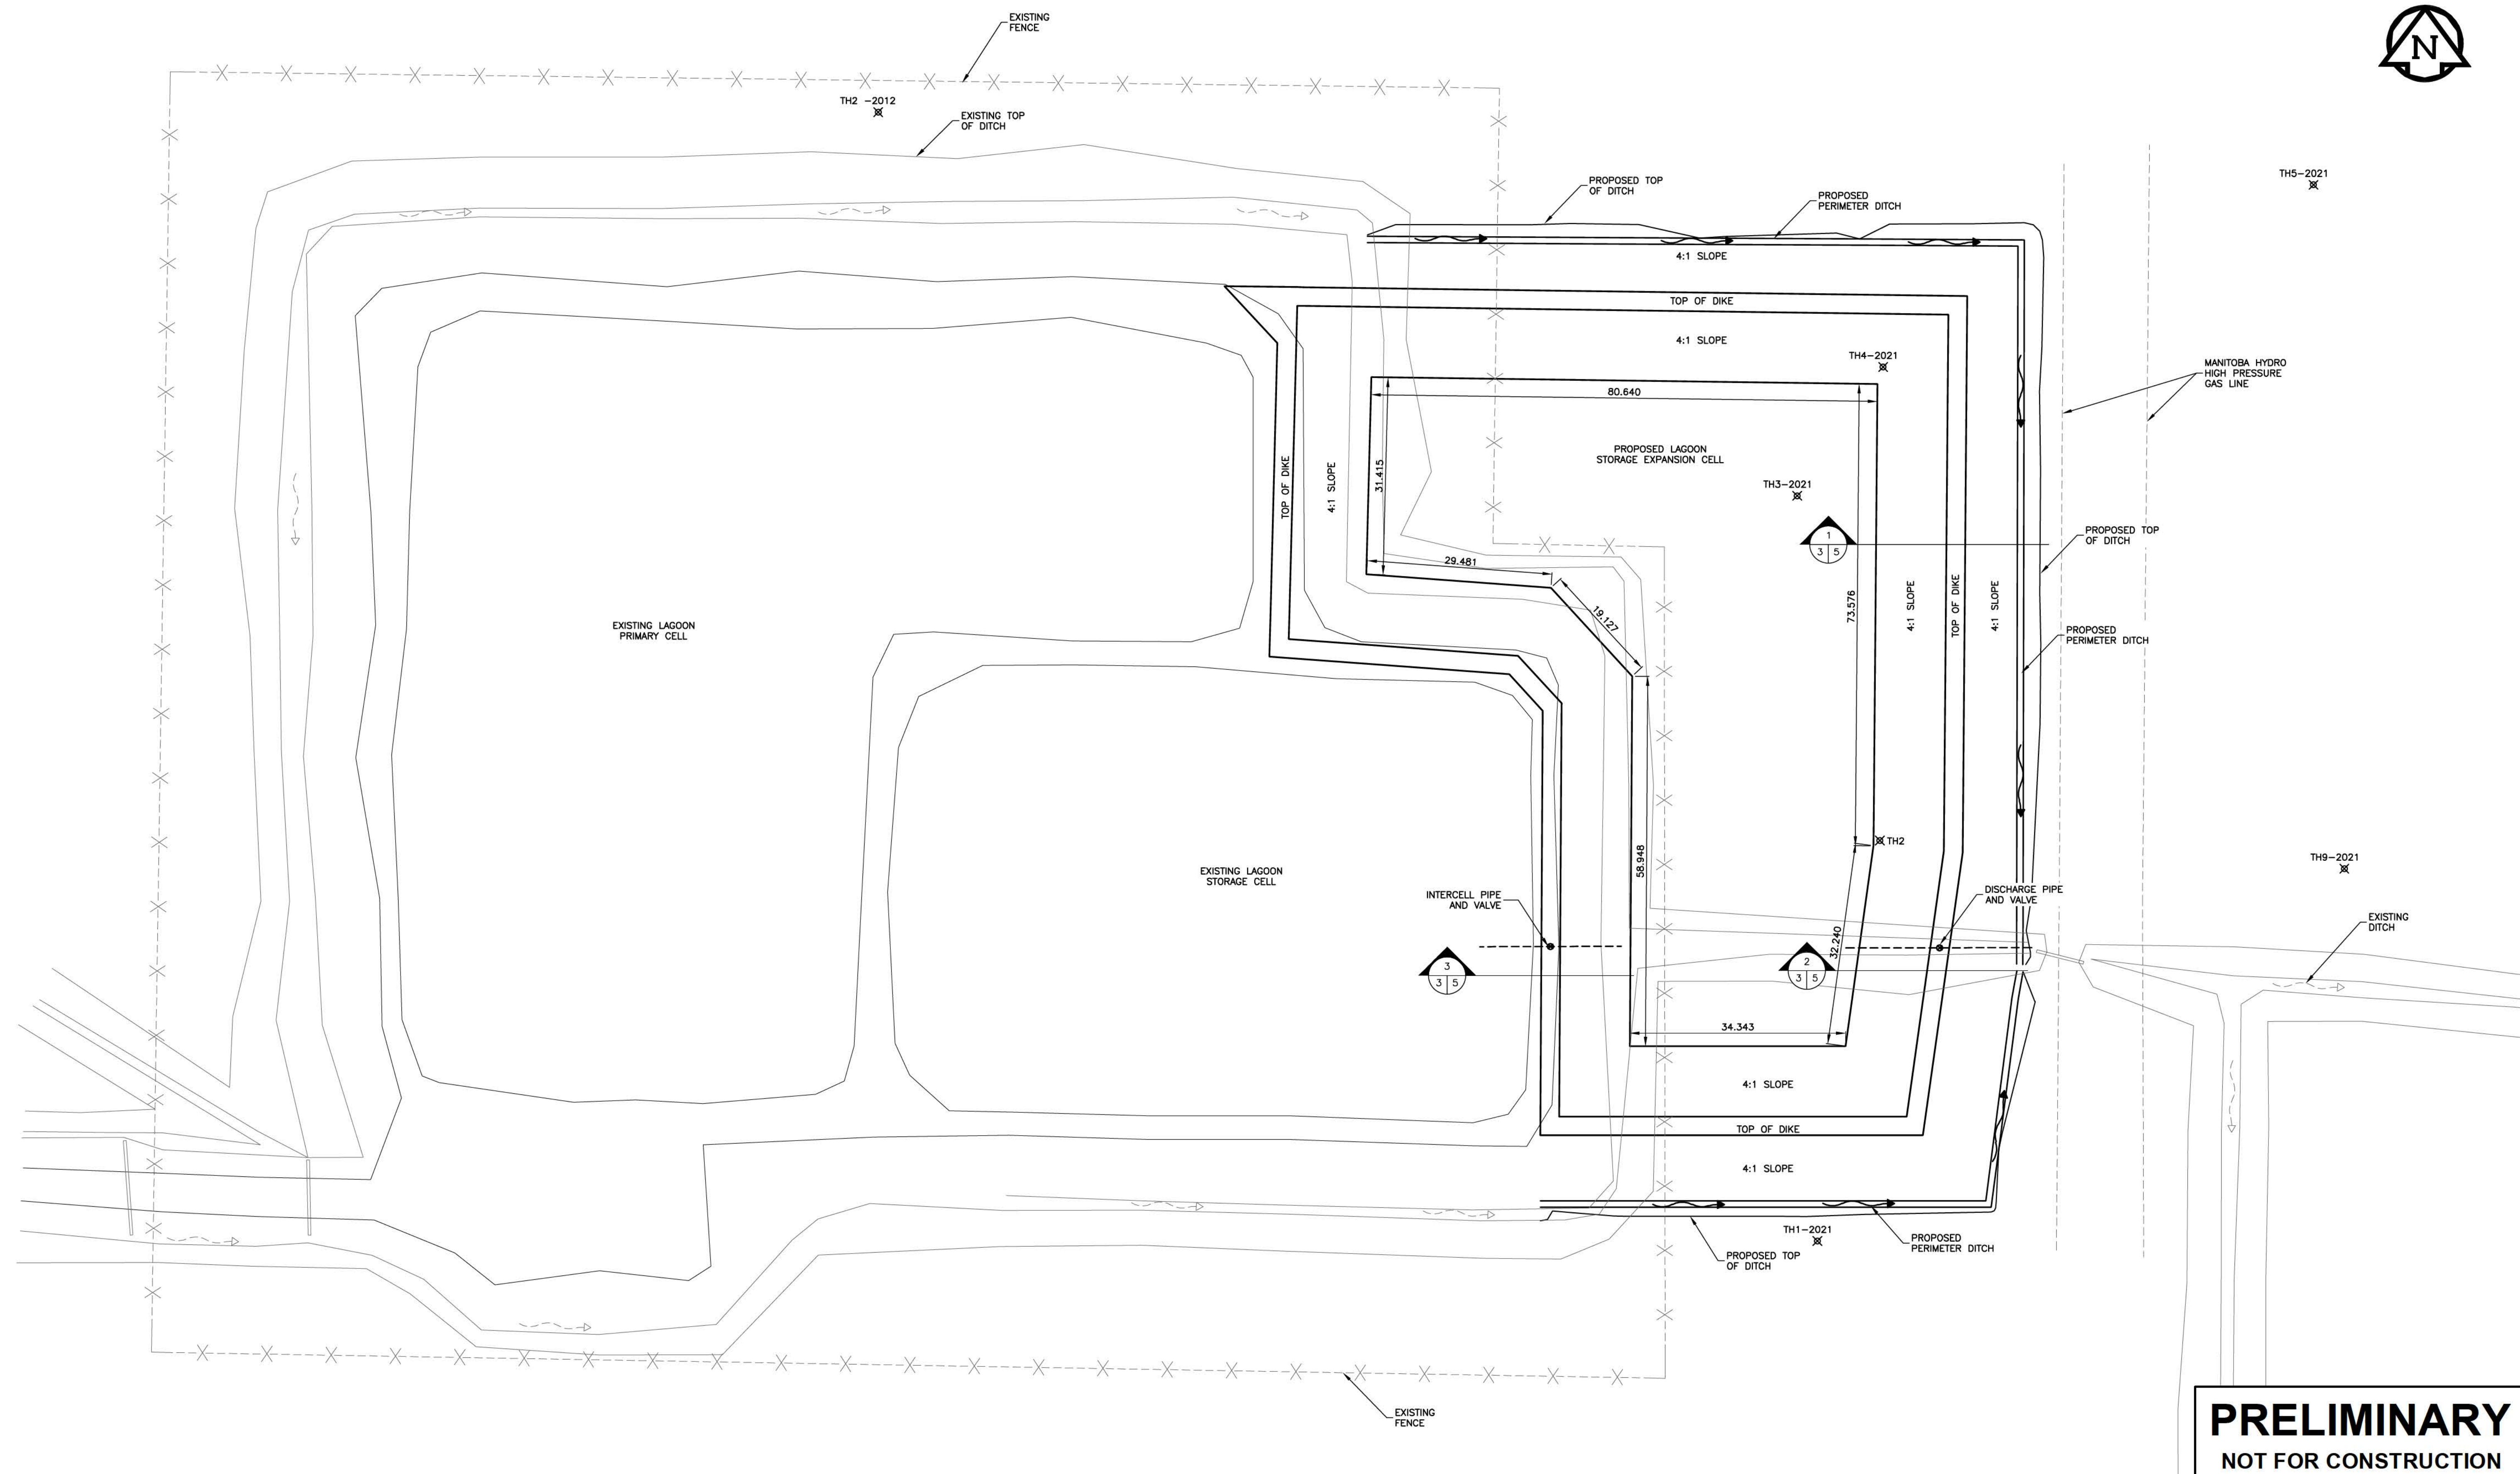 EXISTING
FENCE
N
TH2 -2012
EXISTING TOP
OF DITCH
TH5-2021
PROPOSED TOP
OF DITCH
PROPOSED
PERIMETER DITCH
4:1 SLOPE
TOP OF DIKE
4:1 SLOPE
TH4-2021
MANITOBA HYDRO
HIGH PRESSURE
GAS LINE
80.640
PROPOSED LAGOON
STORAGE EXPANSION CELL
TOP OF DIKE
4:1 SLOPE
31.415
TH3-2021
1
3 5
PROPOSED TOP
OF DITCH
29.481
19.127
73.576
4:1 SLOPE
TOP OF DIKE
4:1 SLOPE
EXISTING LAGOON
PRIMARY CELL
PROPOSED
PERIMETER DITCH
TH2
58.948
TH9-2021
EXISTING LAGOON
STORAGE CELL
INTERCELL PIPE
AND VALVE
DISCHARGE PIPE
AND VALVE
EXISTING
DITCH
32.240
3
3 5
2
3 5
34.343
4:1 SLOPE
TOP OF DIKE
4:1 SLOPE
TH1-2021
PROPOSED
PERIMETER DITCH
PROPOSED TOP
OF DITCH
EXISTING
FENCE
PRELIMINARY
NOT FOR CONSTRUCTION